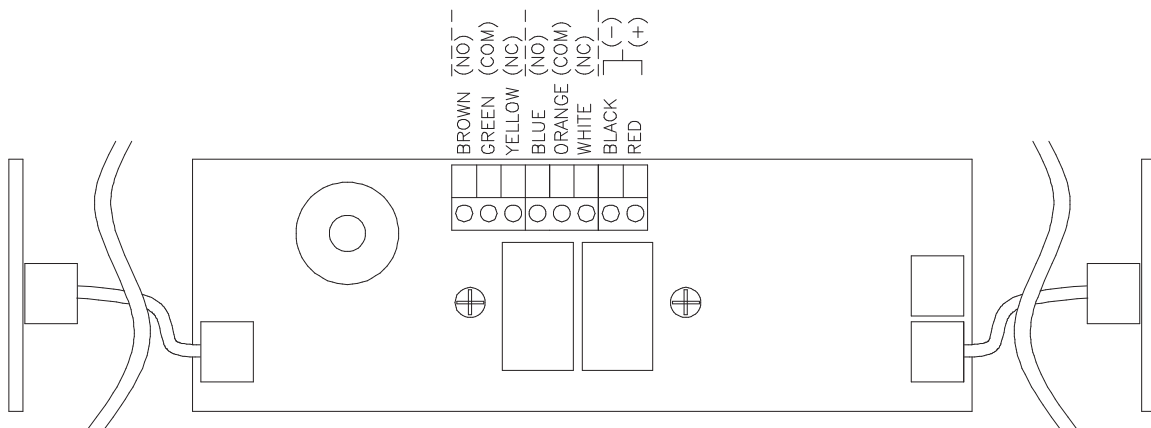 BROWN (NO)
GREEN (COM)
YELLOW (NC)
BLUE (NO)
ORANGE (COM)
WHITE (NC)
BLACK (-)
RED (+)